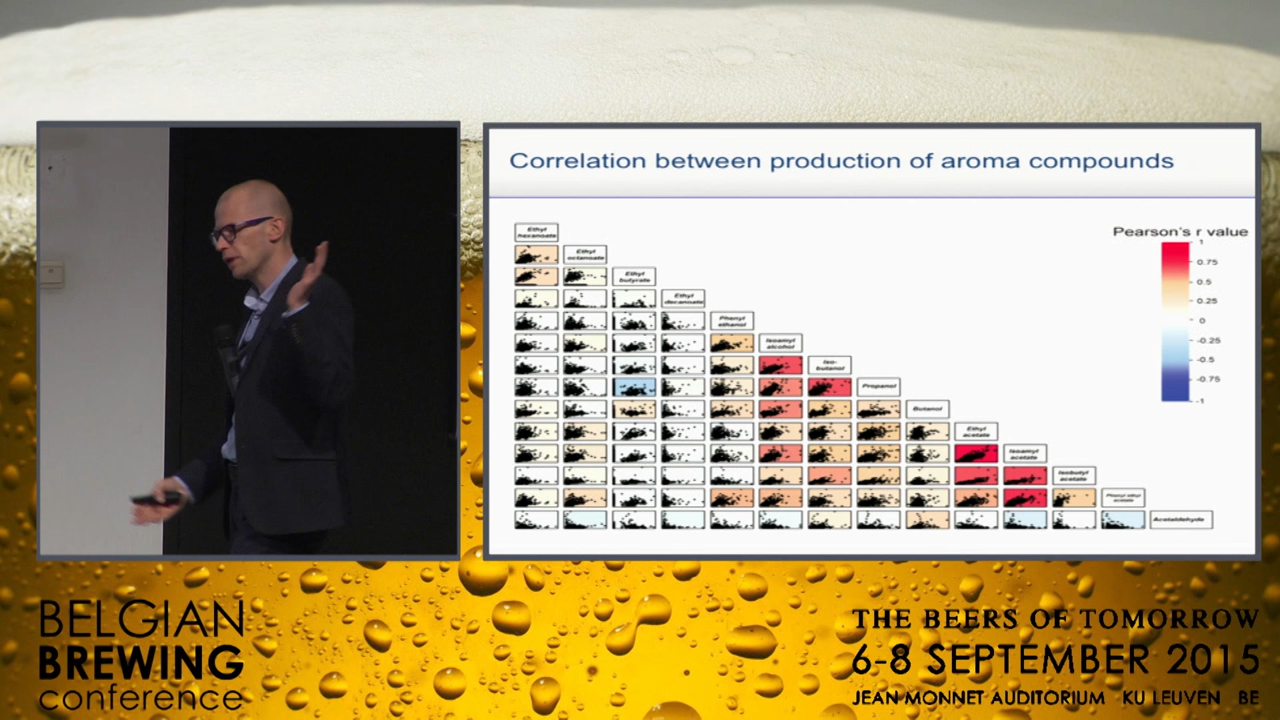 Correlation between production of aroma compounds
Pearson's r value
1
0.75
0.5
0.25
0
-0.25
-0.5
-0.75
-1
Ethyl
hexanoate
Ethyl
octanoate
Ethyl
butyrate
Ethyl
decanoate
Phenyl
ethanol
Isoamyl
alcohol
Iso-
butanol
Propanol
Butanol
Ethyl
acetate
Isoamyl
acetate
Isobutyl
acetate
Phenyl ethyl
acetate
Acetaldehyde
BELGIAN
BREWING
conference
THE BEERS OF TOMORROW
6-8 SEPTEMBER 2015
JEAN MONNET AUDITORIUM KU LEUVEN BE